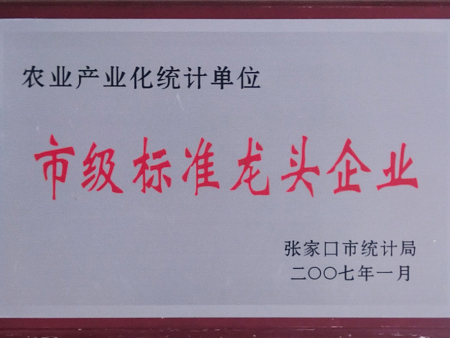 农业产业化统计单位
市级标准龙头企业
张家口市统计局
二〇〇七年一月